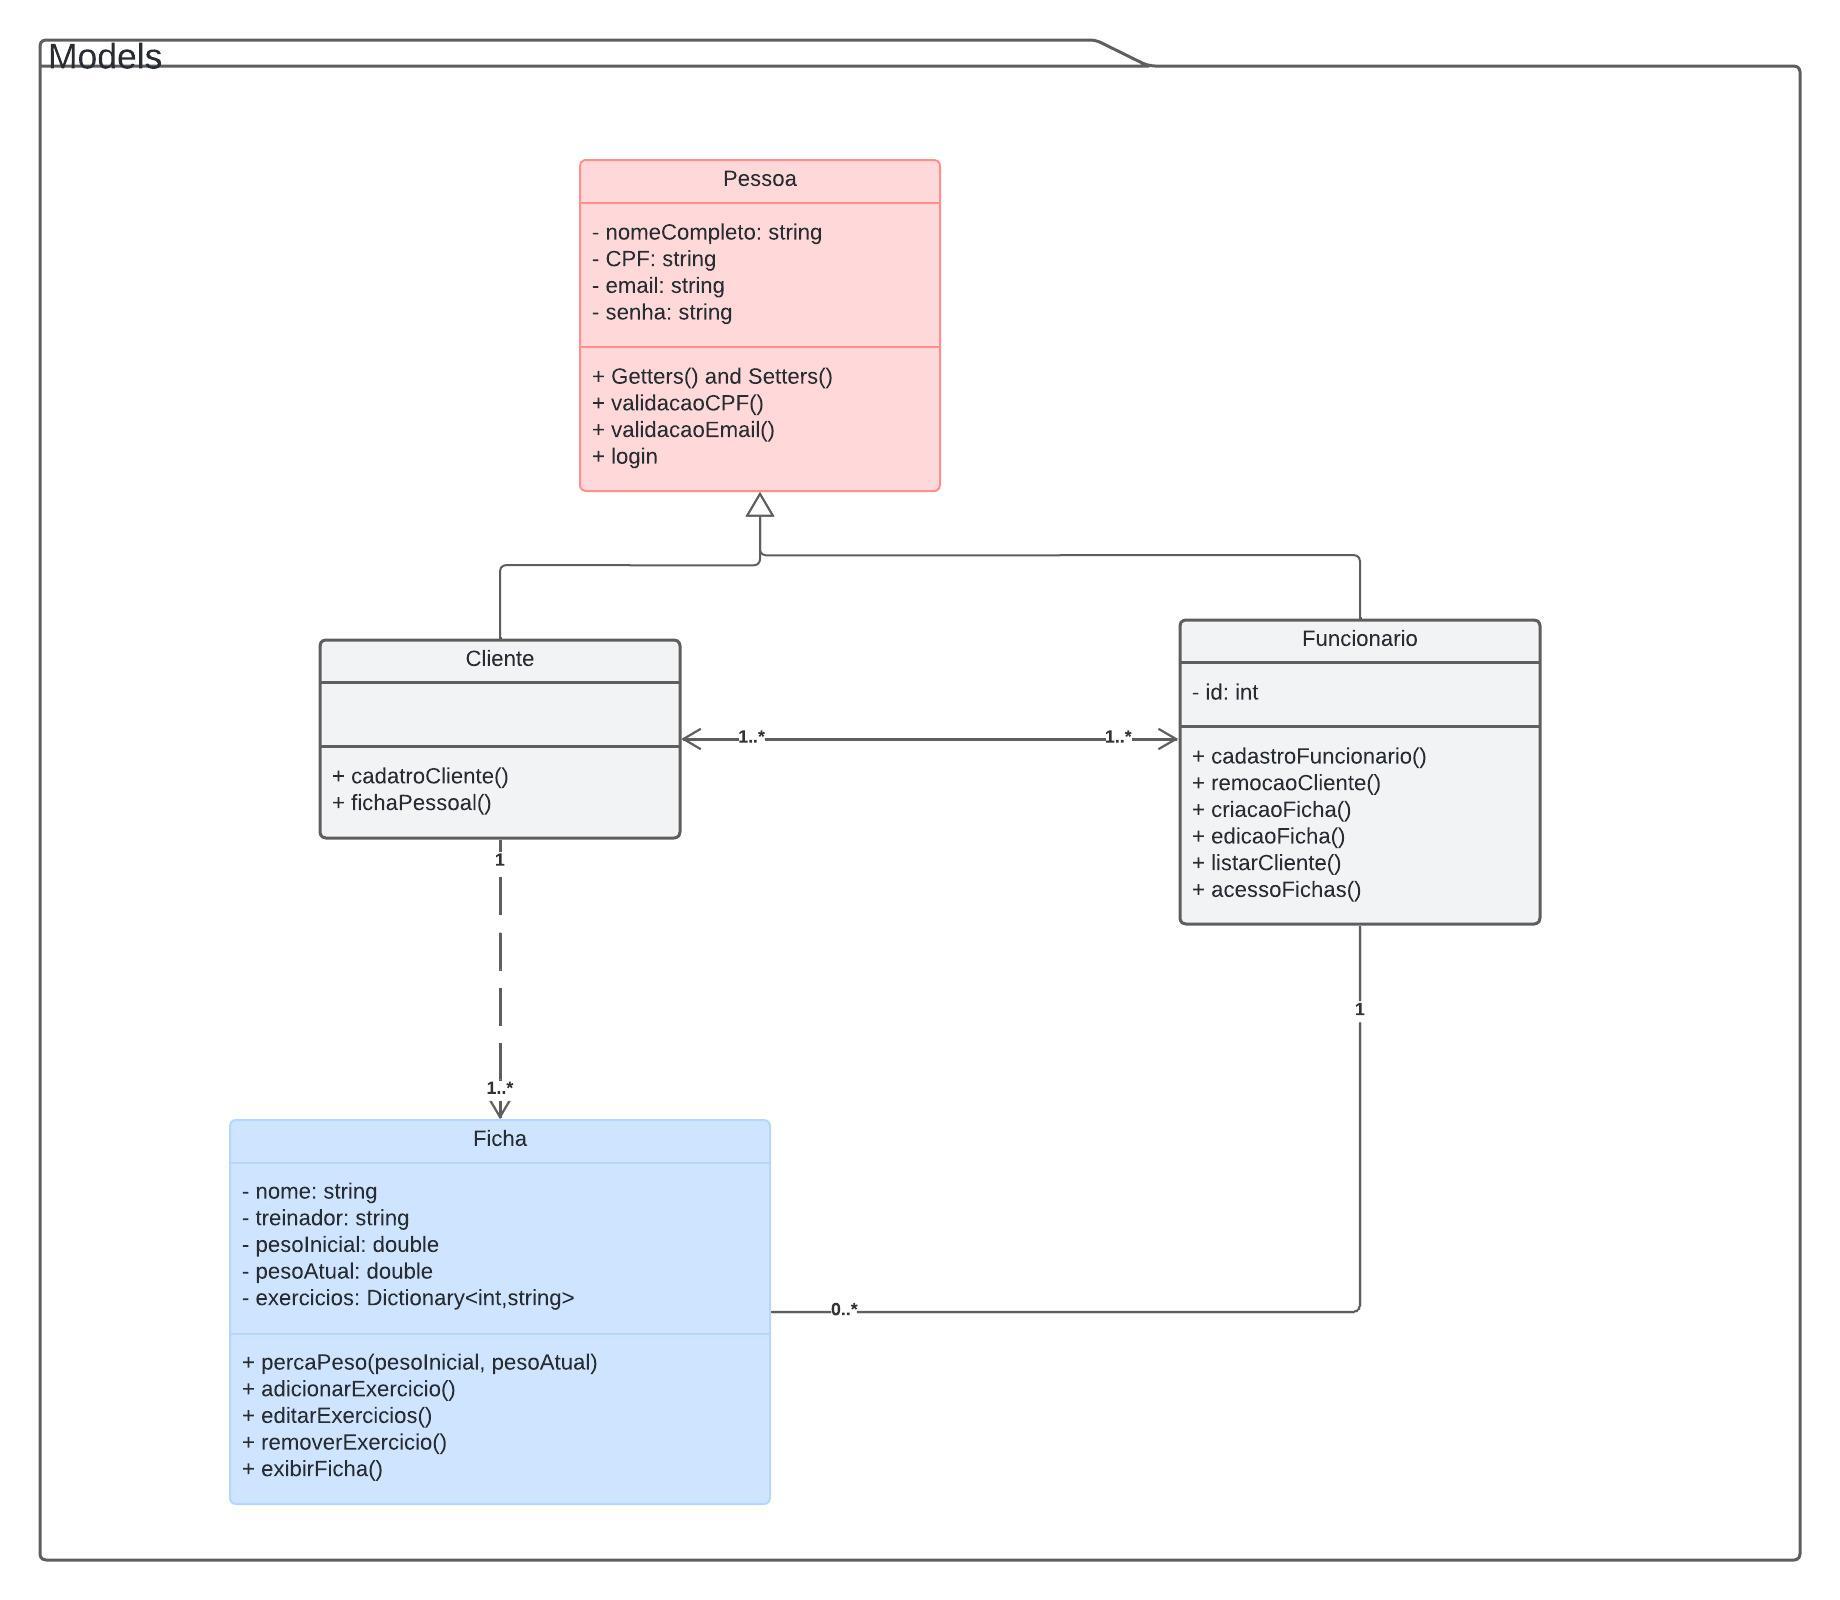 Models
Pessoa
- nomeCompleto: string
- CPF: string
- email: string
- senha: string
+ Getters() and Setters()
+ validacaoCPF()
+ validacaoEmail()
+ login
Cliente
+ cadatroCliente()
+ fichaPessoal()
1..*
1..*
Funcionario
- id: int
+ cadastroFuncionario()
+ remocaoCliente()
+ criacaoFicha()
+ edicaoFicha()
+ listarCliente()
+ acessoFichas()
1
1..*
1
0..*
Ficha
- nome: string
- treinador: string
- pesoInicial: double
- pesoAtual: double
- exercicios: Dictionary<int,string>
+ percaPeso(pesoInicial, pesoAtual)
+ adicionarExercicio()
+ editarExercicios()
+ removerExercicio()
+ exibirFicha()